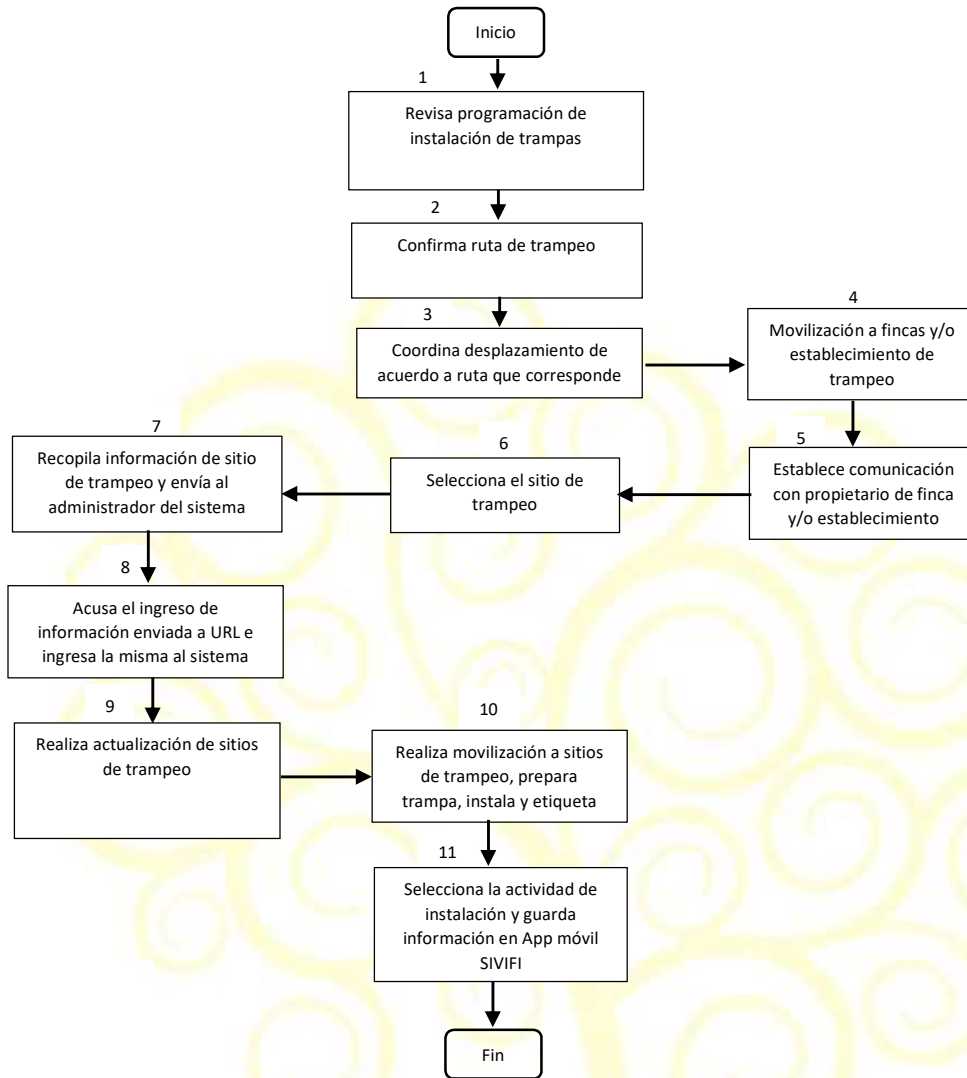 Inicio
1
Revisa programación de
instalación de trampas
2
Confirma ruta de trampeo
3
Coordina desplazamiento de
acuerdo a ruta que corresponde
4
Movilización a fincas y/o
establecimiento de
trampeo
5
Establece comunicación
con propietario de finca
y/o establecimiento
6
Selecciona el sitio de
trampeo
7
Recopila información de sitio
de trampeo y envía al
administrador del sistema
8
Acusa el ingreso de
información enviada a URL e
ingresa la misma al sistema
9
Realiza actualización de sitios
de trampeo
10
Realiza movilización a sitios
de trampeo, prepara
trampa, instala y etiqueta
11
Selecciona la actividad de
instalación y guarda
información en App móvil
SIVIFI
Fin